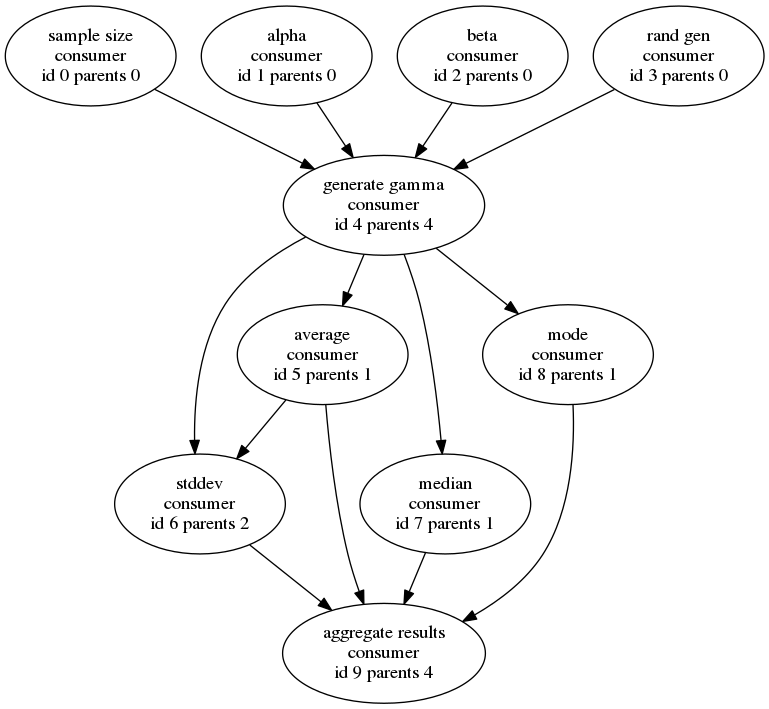 sample size
consumer
id 0 parents 0
alpha
consumer
id 1 parents 0
beta
consumer
id 2 parents 0
rand gen
consumer
id 3 parents 0
generate gamma
consumer
id 4 parents 4
average
consumer
id 5 parents 1
mode
consumer
id 8 parents 1
stddev
consumer
id 6 parents 2
median
consumer
id 7 parents 1
aggregate results
consumer
id 9 parents 4